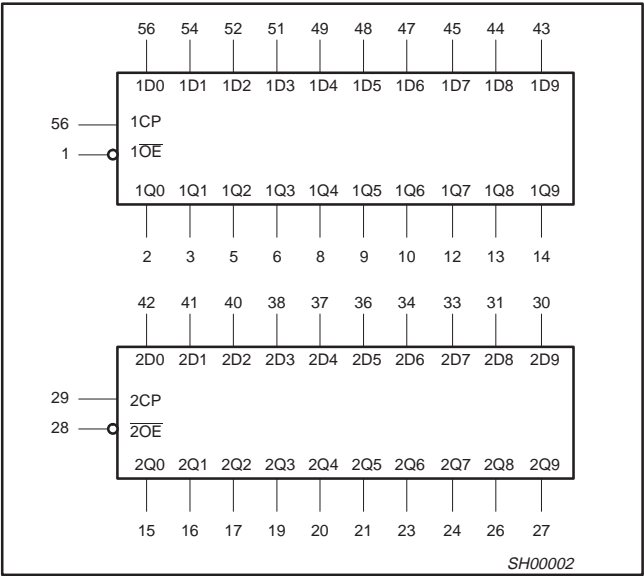 56 54 52 51 49 48 47 45 44 43
1D0 1D1 1D2 1D3 1D4 1D5 1D6 1D7 1D8 1D9
56 1CP
1 1O̅E̅
1Q0 1Q1 1Q2 1Q3 1Q4 1Q5 1Q6 1Q7 1Q8 1Q9
2 3 5 6 8 9 10 12 13 14
42 41 40 38 37 36 34 33 31 30
2D0 2D1 2D2 2D3 2D4 2D5 2D6 2D7 2D8 2D9
29 2CP
28 2̅O̅E̅
2Q0 2Q1 2Q2 2Q3 2Q4 2Q5 2Q6 2Q7 2Q8 2Q9
15 16 17 19 20 21 23 24 26 27
SH00002